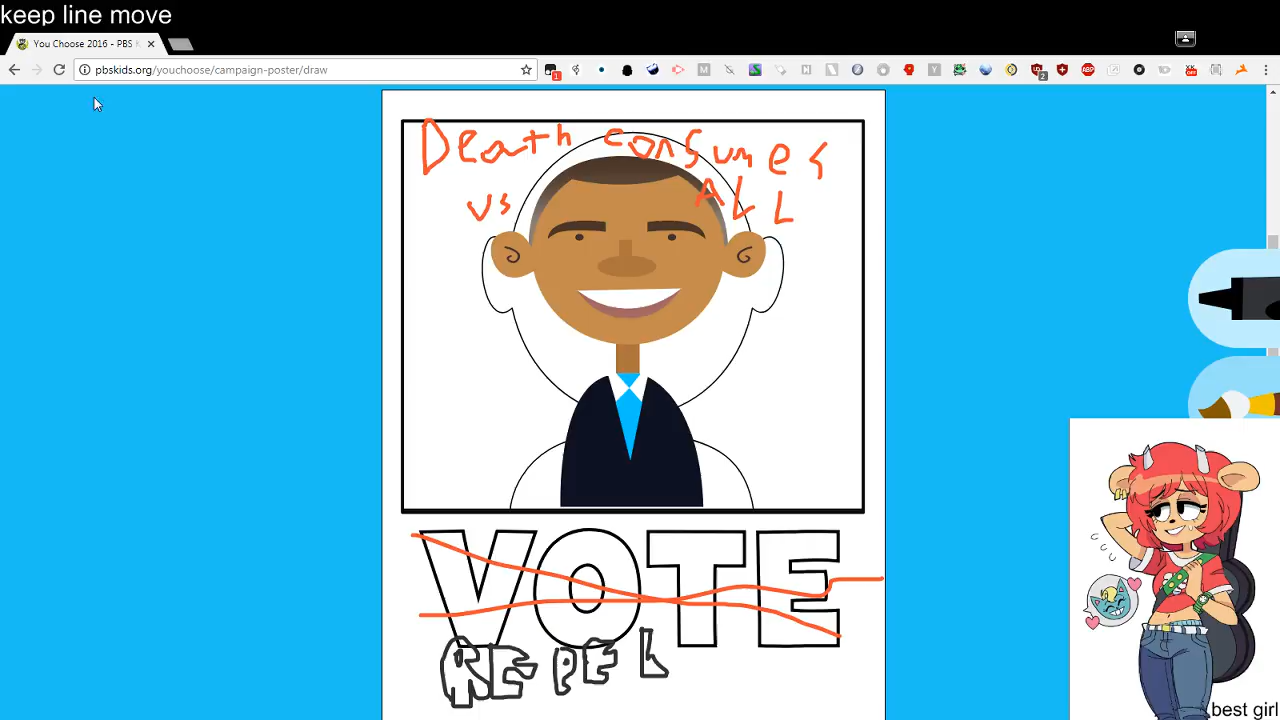 keep line move
You Choose 2016 - PBS K
pbskids.org/youchoose/campaign-poster/draw
Death consumes
vs ALL
VOTE
REPEL
best girl